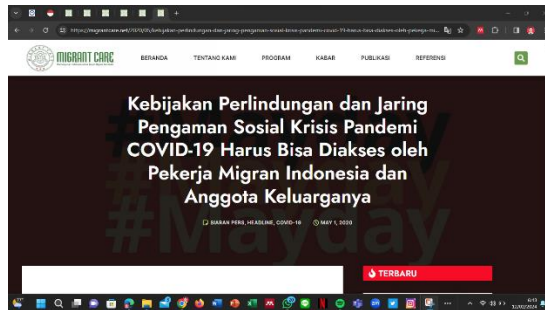 MIGRANT CARE
BERANDA
TENTANG KAMI
PROGRAM
KABAR
PUBLIKASI
REFERENSI
Kebijakan Perlindungan dan Jaring
Pengaman Sosial Krisis Pandemi
COVID-19 Harus Bisa Diakses oleh
Pekerja Migran Indonesia dan
Anggota Keluarganya
#Mayday
SIARAN PERS, HEADLINE, COVID-19
MAY 1, 2020
TERBARU